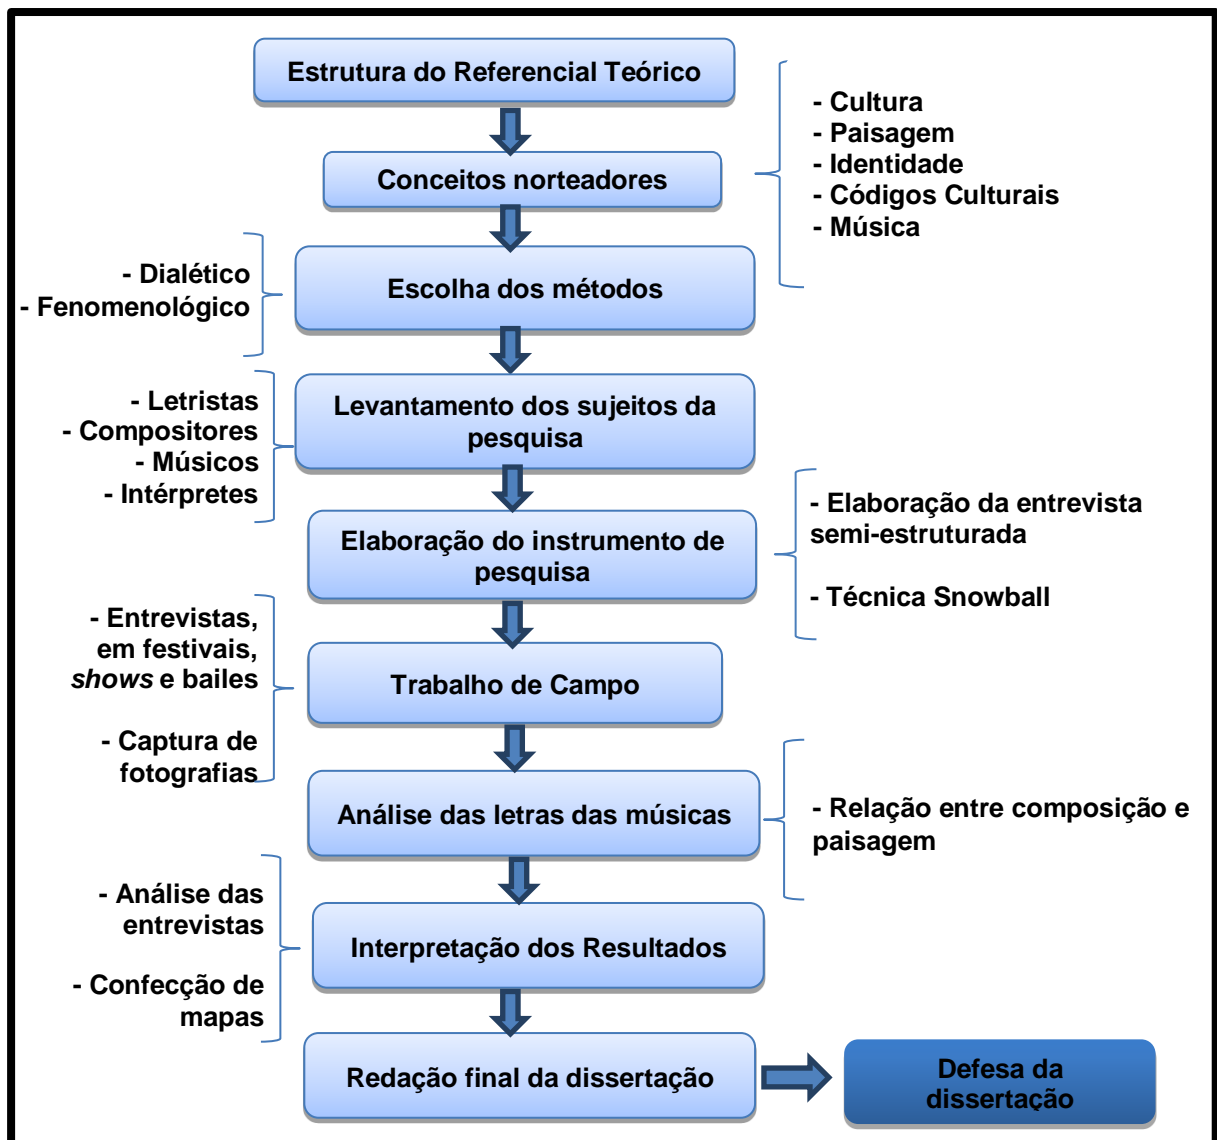 Estrutura do Referencial Teórico
Conceitos norteadores
- Cultura
- Paisagem
- Identidade
- Códigos Culturais
- Música
Escolha dos métodos
- Dialético
- Fenomenológico
Levantamento dos sujeitos da
pesquisa
- Letristas
- Compositores
- Músicos
- Intérpretes
Elaboração do instrumento de
pesquisa
- Elaboração da entrevista
semi-estruturada
- Técnica Snowball
Trabalho de Campo
- Entrevistas,
em festivais,
shows e bailes
- Captura de
fotografias
Análise das letras das músicas
- Relação entre composição e
paisagem
Interpretação dos Resultados
- Análise das
entrevistas
- Confecção de
mapas
Redação final da dissertação
Defesa da
dissertação